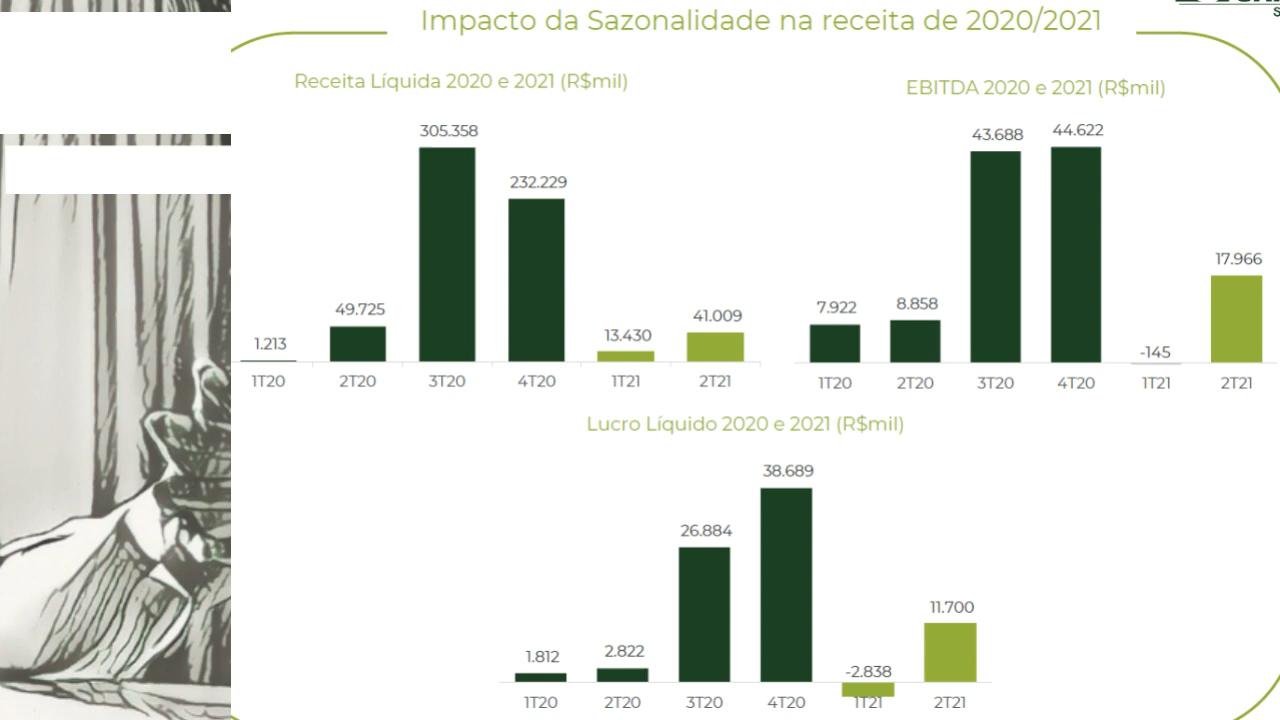 Impacto da Sazonalidade na receita de 2020/2021
Receita Líquida 2020 e 2021 (R$mil)
305.358
232.229
49.725
41.009
13.430
1.213
1T20 2T20 3T20 4T20 1T21 2T21
EBITDA 2020 e 2021 (R$mil)
43.688 44.622
17.966
7.922 8.858
-145
1T20 2T20 3T20 4T20 1T21 2T21
Lucro Líquido 2020 e 2021 (R$mil)
38.689
26.884
11.700
1.812 2.822
-2.838
1T20 2T20 3T20 4T20 1T21 2T21